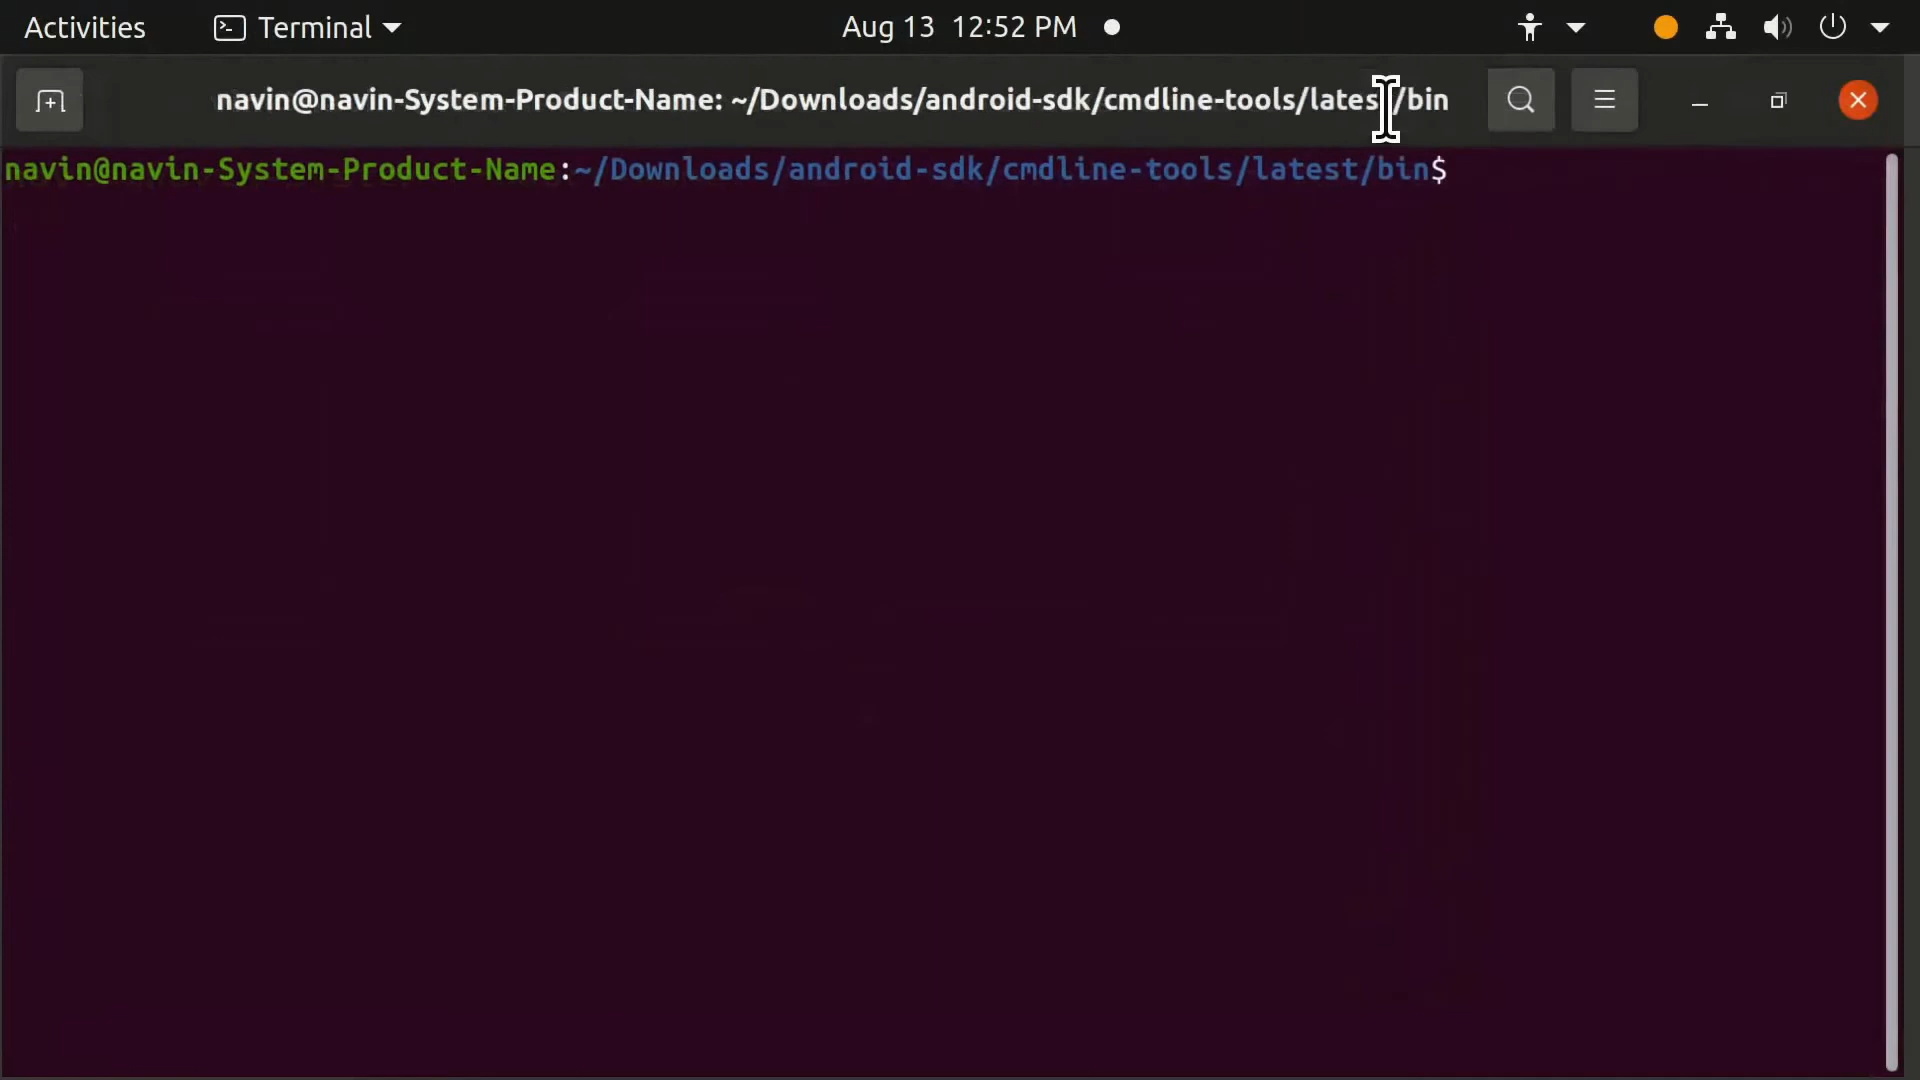 Activities Terminal Aug 13 12:52 PM
navin@navin-System-Product-Name: ~/Downloads/android-sdk/cmdline-tools/latest/bin
navin@navin-System-Product-Name:~/Downloads/android-sdk/cmdline-tools/latest/bin$